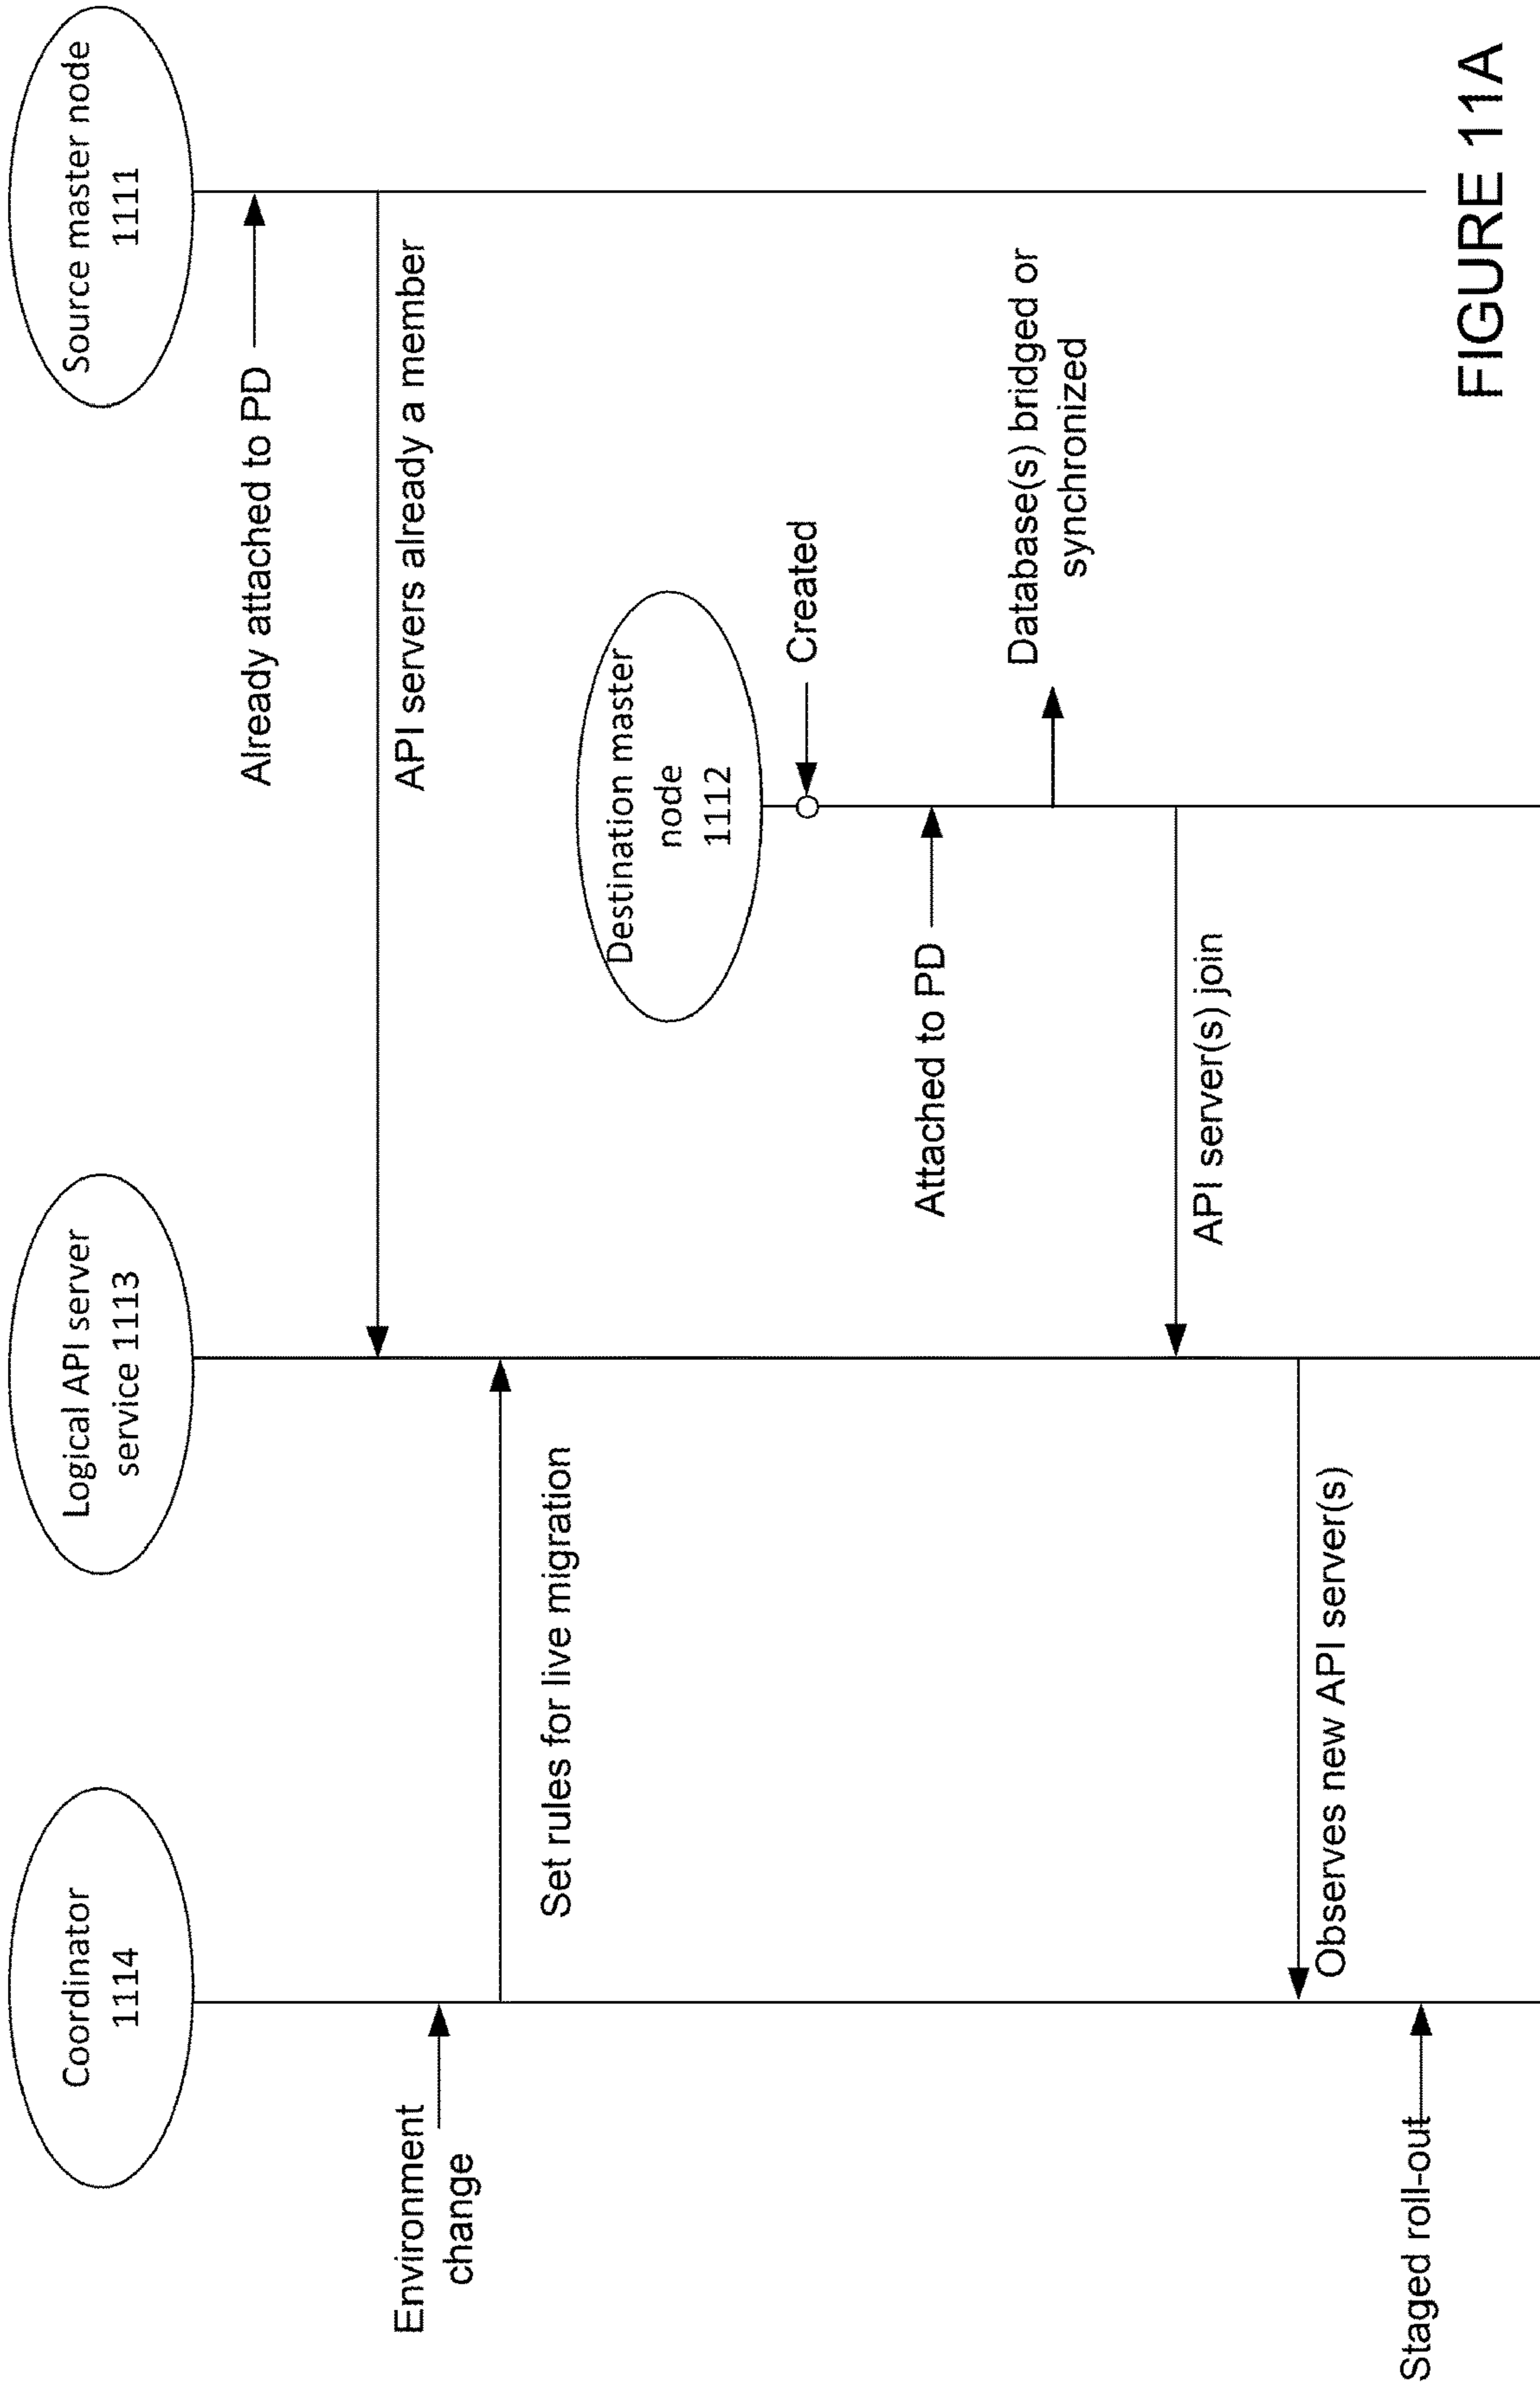 Coordinator
1114
Logical API server
service 1113
Source master node
1111
Already attached to PD
API servers already a member
Environment
change
Set rules for live migration
Destination master
node
1112
Created
Attached to PD
Database(s) bridged or
synchronized
API server(s) join
Observes new API server(s)
Staged roll-out
FIGURE 11A